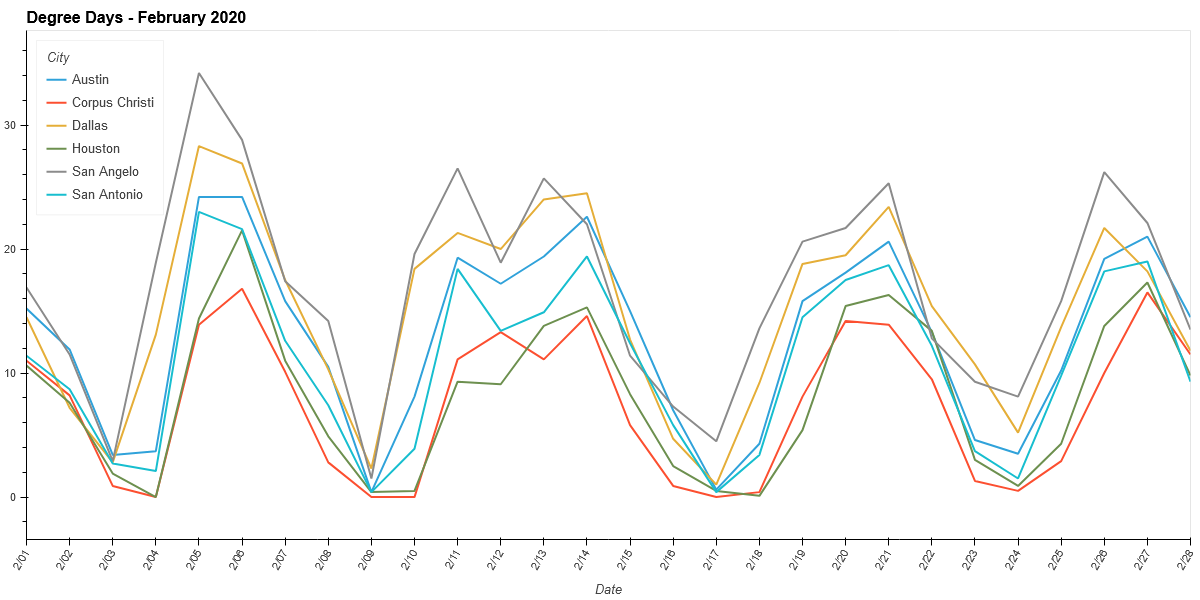 Degree Days - February 2020
City
Austin
Corpus Christi
Dallas
Houston
San Angelo
San Antonio
30
20
10
0
2/01 2/02 2/03 2/04 2/05 2/06 2/07 2/08 2/09 2/10 2/11 2/12 2/13 2/14 2/15 2/16 2/17 2/18 2/19 2/20 2/21 2/22 2/23 2/24 2/25 2/26 2/27 2/28
Date